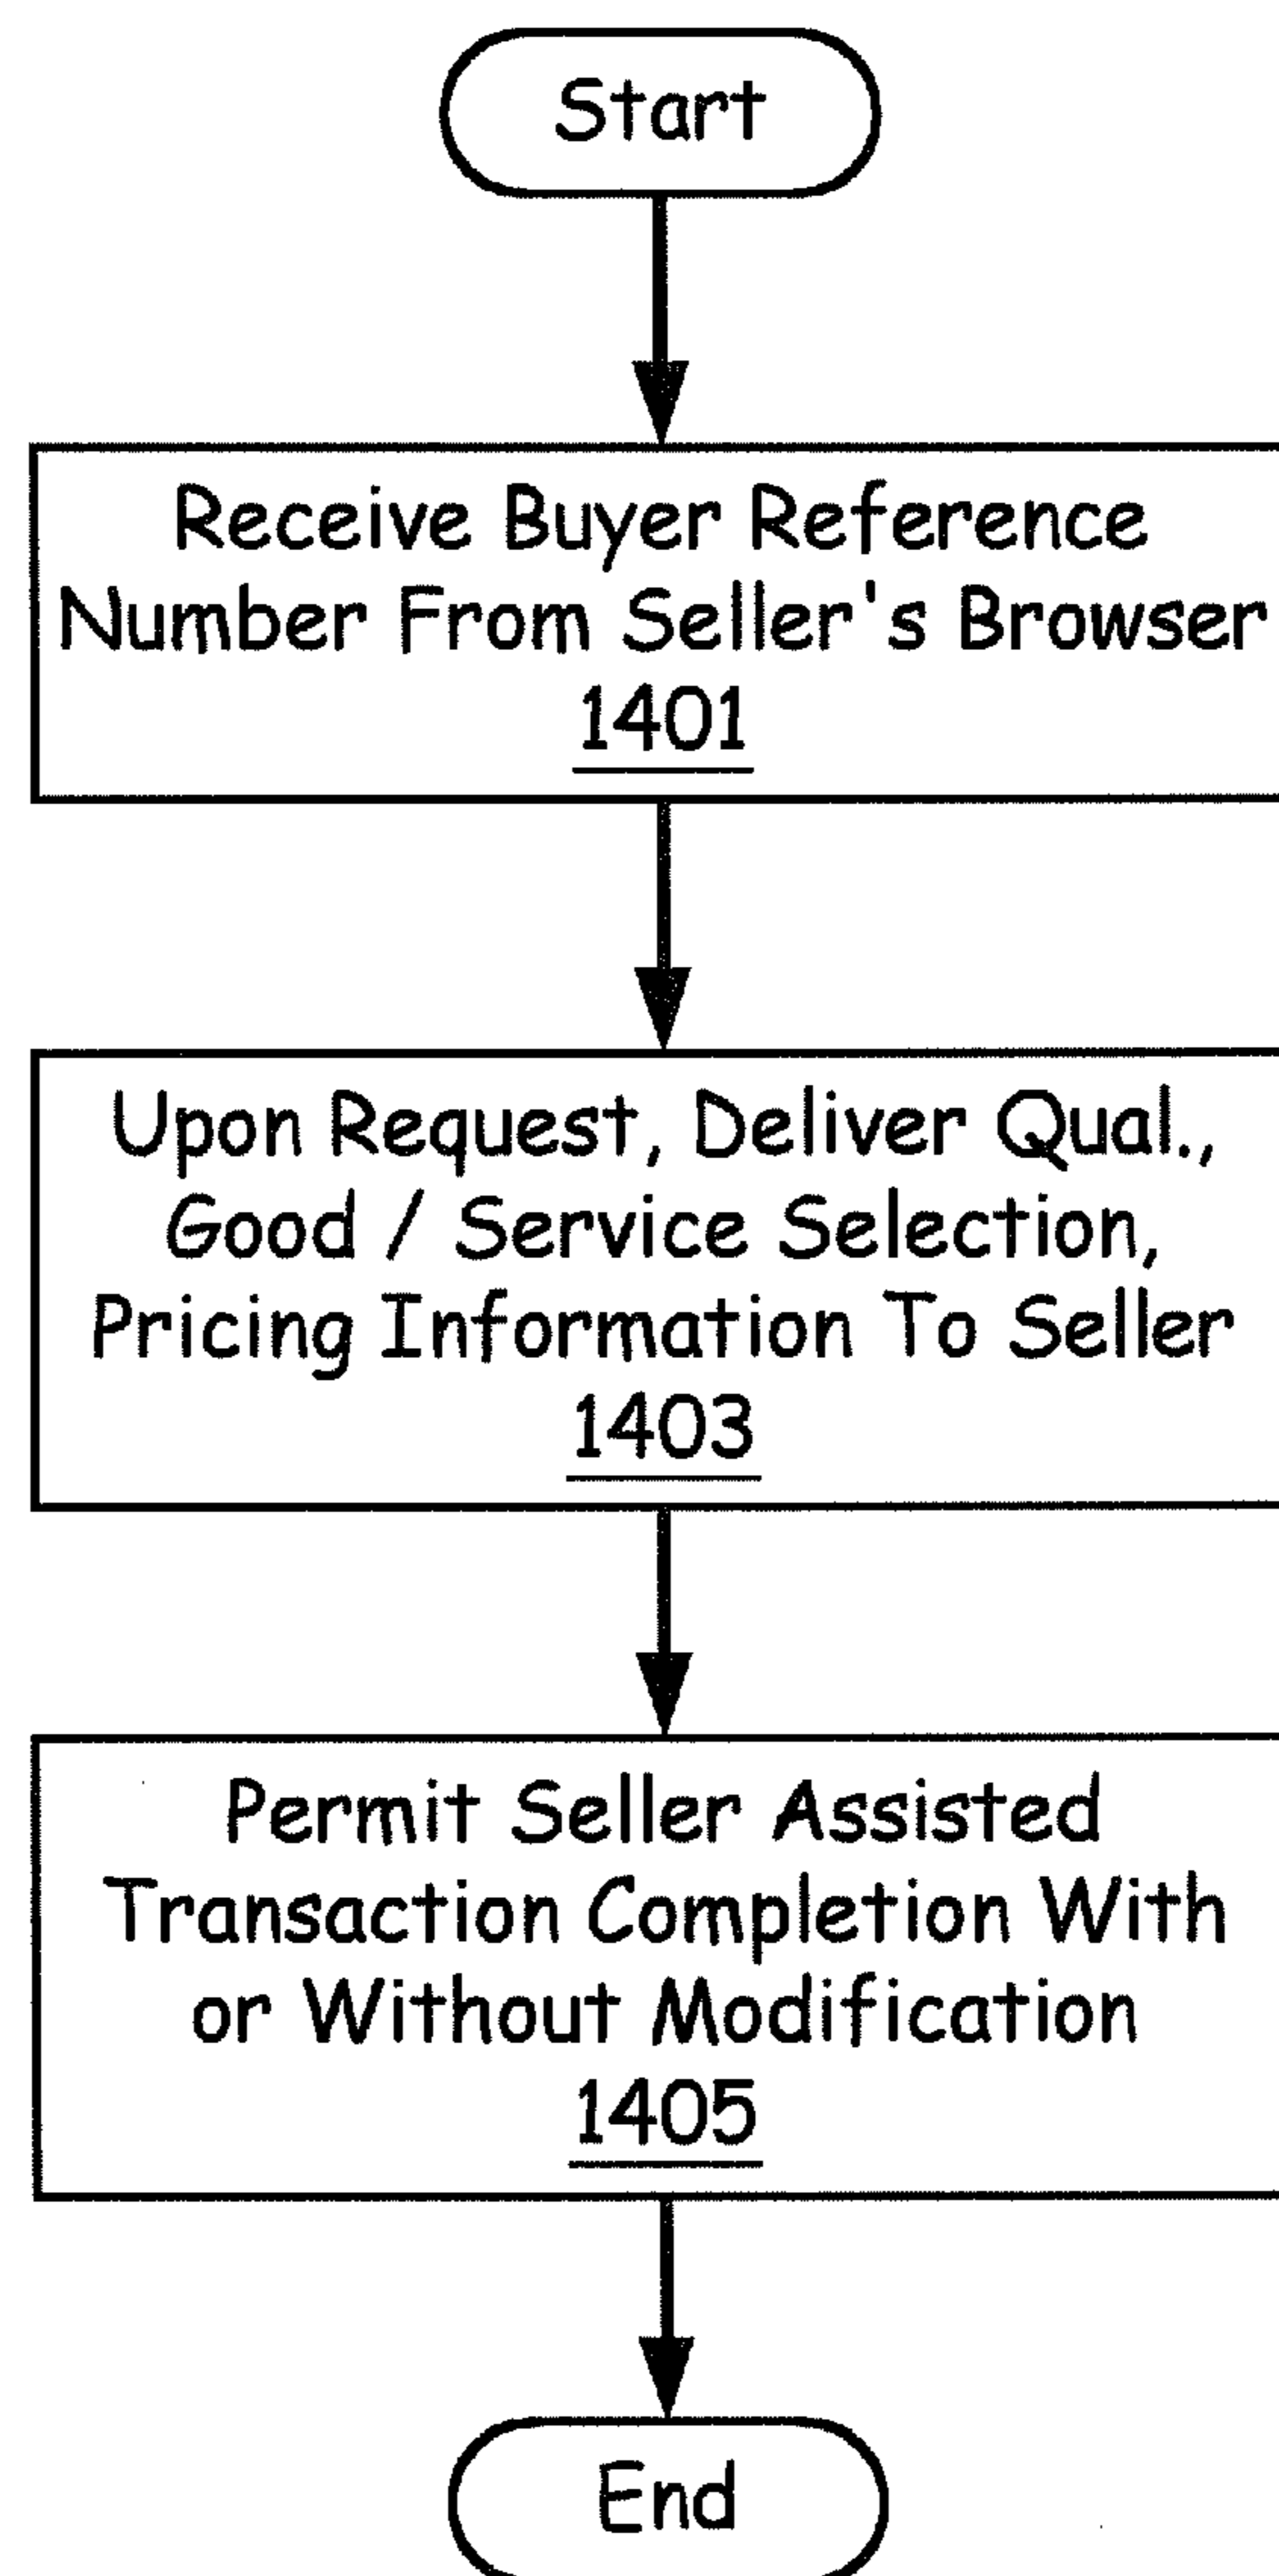 Start
Receive Buyer Reference
Number From Seller's Browser
1401
Upon Request, Deliver Qual.,
Good / Service Selection,
Pricing Information To Seller
1403
Permit Seller Assisted
Transaction Completion With
or Without Modification
1405
End